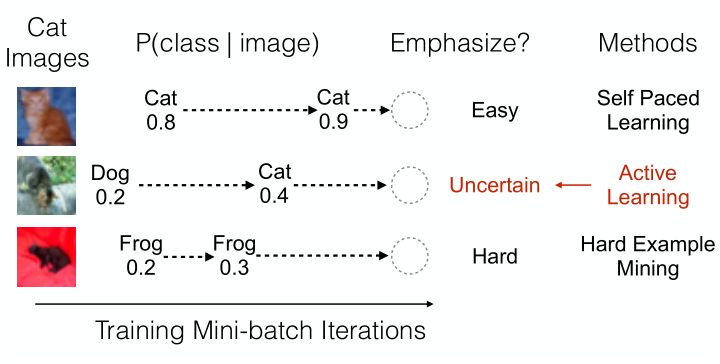 Cat
Images
P(class | image)
Emphasize?
Methods
Cat
0.8
Cat
0.9
Easy
Self Paced
Learning
Dog
0.2
Cat
0.4
Uncertain
Active
Learning
Frog
0.2
Frog
0.3
Hard
Hard Example
Mining
Training Mini-batch Iterations